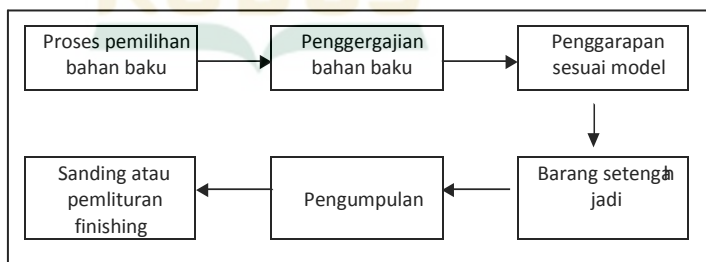 Proses pemilihan
bahan baku
Penggergajian
bahan baku
Penggarapan
sesuai model
Barang setengah
jadi
Pengumpulan
Sanding atau
pemlituran
finishing